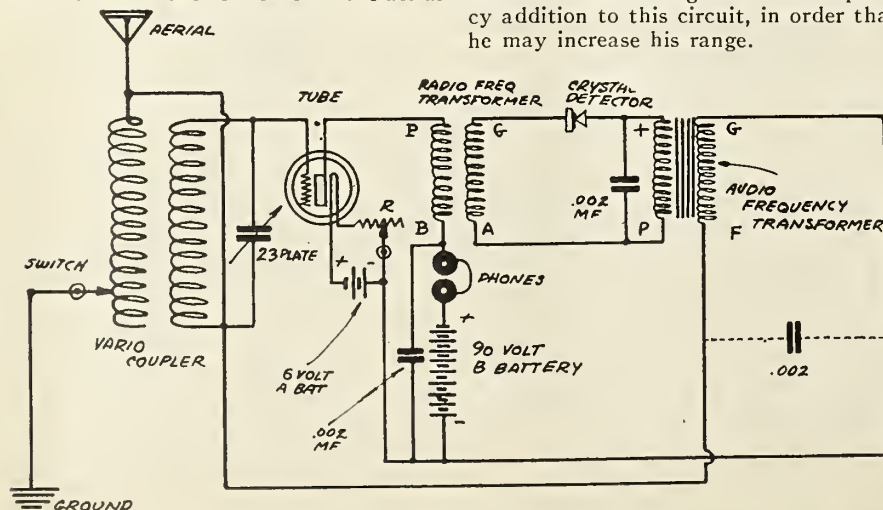 cy addition to this circuit, in order tha
he may increase his range.
AERIAL
TUBE
RADIO FREQ
TRANSFORMER
CRYSTAL
DETECTOR
P
G
+
G
R
.002
MF
AUDIO
FREQUENCY
TRANSFORMER
B
A
P
F
23 PLATE
+
-
PHONES
SWITCH
VARIO
COUPLER
6 VOLT
A BAT
+
90 VOLT
B BATTERY
.002
.002
MF
-
GROUND